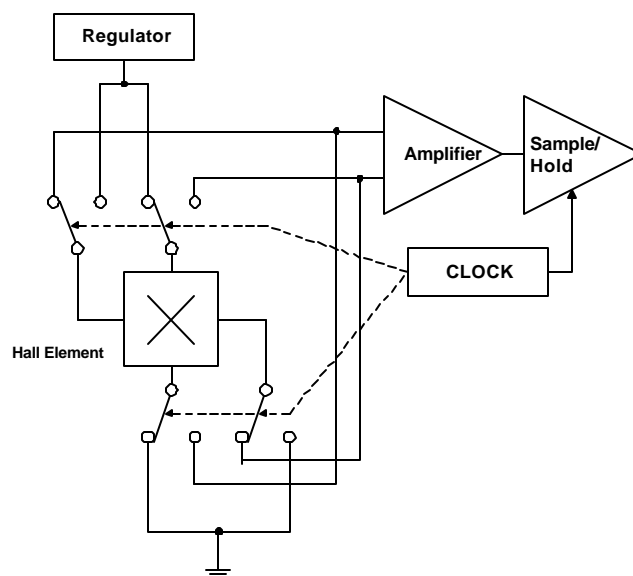 Regulator
Amplifier
Sample/
Hold
CLOCK
Hall Element